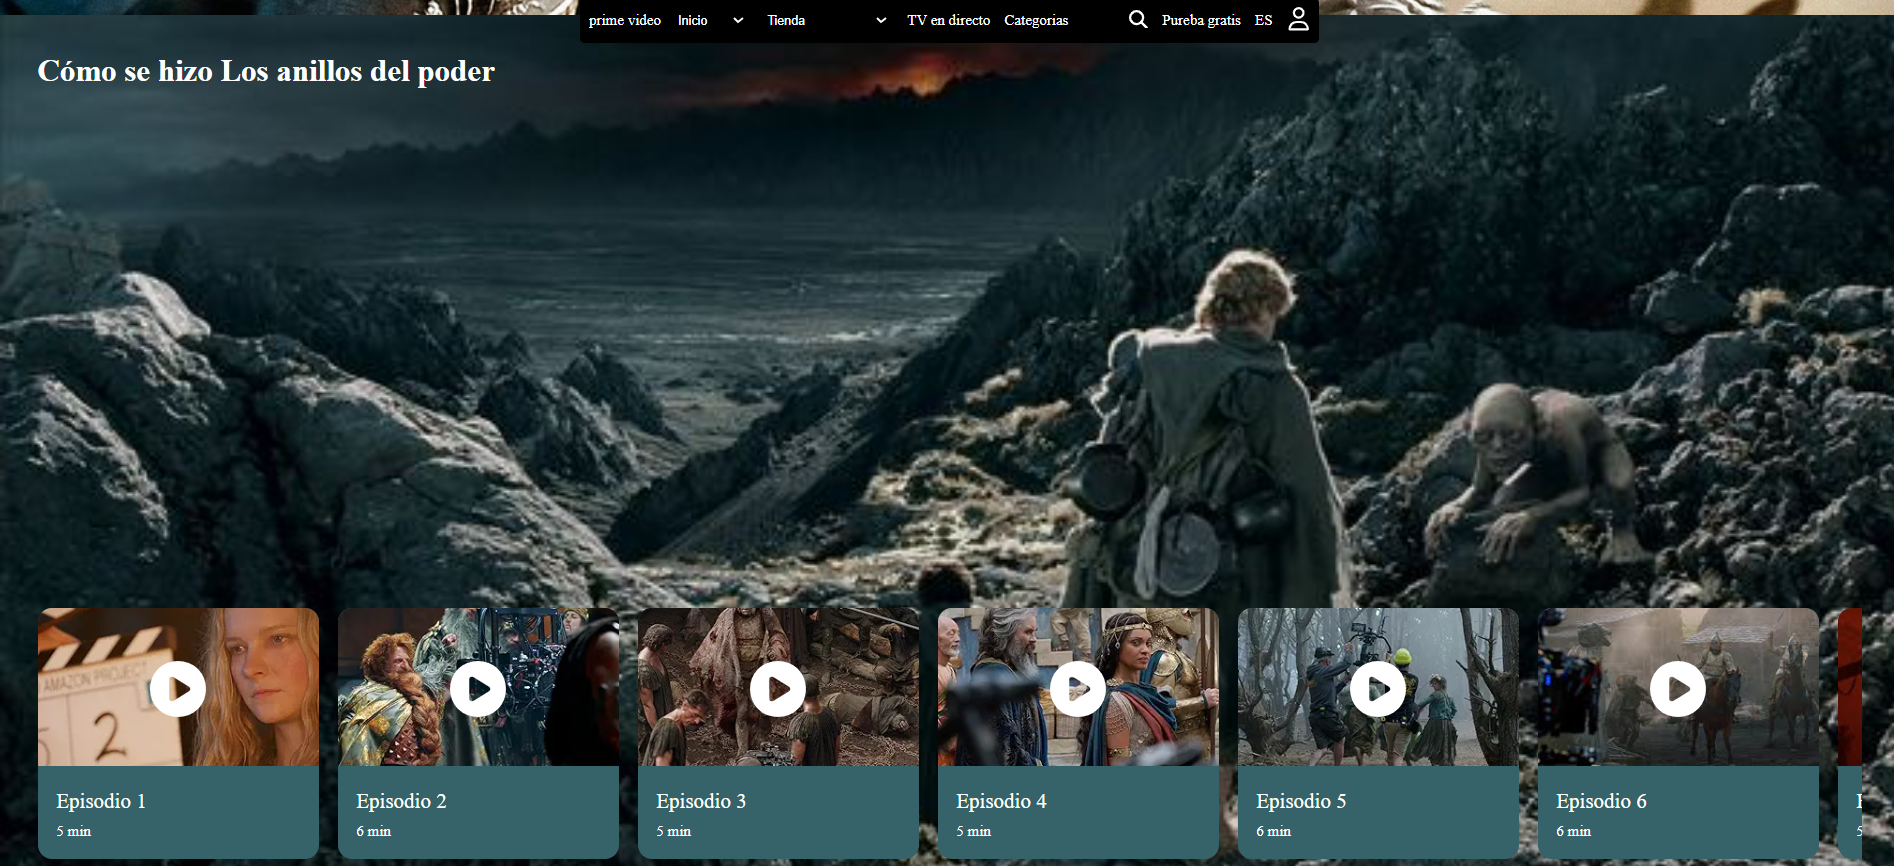 prime video Inicio Tienda TV en directo Categorias Pureba gratis ES
Cómo se hizo Los anillos del poder
AMAZON PROJECT
2
Episodio 1
5 min
Episodio 2
6 min
Episodio 3
5 min
Episodio 4
5 min
Episodio 5
6 min
Episodio 6
6 min